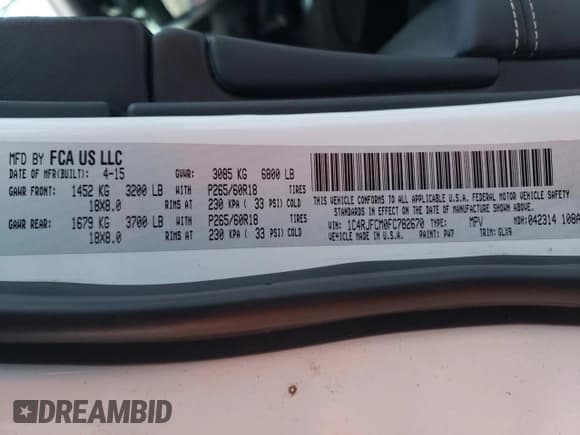 MFD BY FCA US LLC
DATE OF MFR(BUILT): 4-15 GVWR: 3085 KG 6800 LB
GAWR FRONT: 1452 KG 3200 LB WITH P265/60R18 TIRES
18X8.0 RIMS AT 230 KPA ( 33 PSI) COLD
GAWR REAR: 1679 KG 3700 LB WITH P265/60R18 TIRES
18X8.0 RIMS AT 230 KPA ( 33 PSI) COLD
THIS VEHICLE CONFORMS TO ALL APPLICABLE U.S.A. FEDERAL MOTOR VEHICLE SAFETY
STANDARDS IN EFFECT ON THE DATE OF MANUFACTURE SHOWN ABOVE.
VIN: 1C4RJFCM0FC782670 TYPE: MPV MDH:042314 108A
VEHICLE MADE IN U.S.A. PAINT: PW7 TRIM: GLX9
DREAMBID